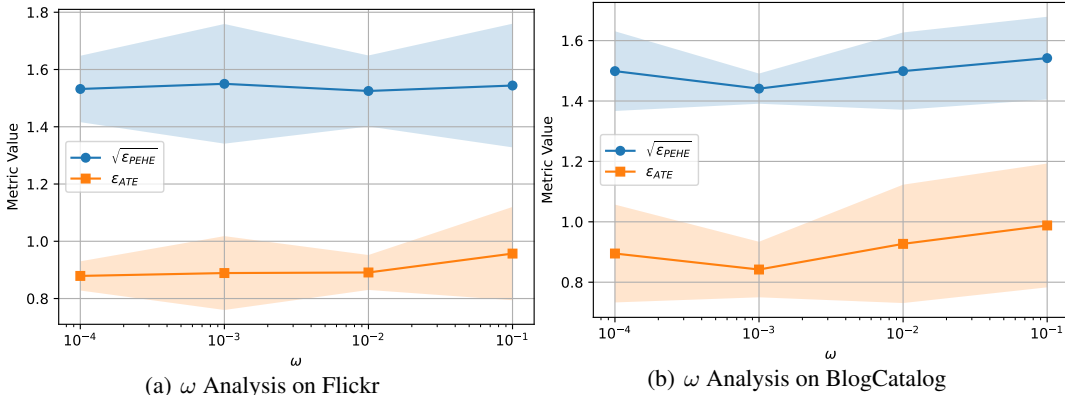 1.8
1.6
1.4
1.2
1.0
0.8
Metric Value
√ε_PEHE
ε_ATE
10⁻⁴ 10⁻³ 10⁻² 10⁻¹
ω
(a) ω Analysis on Flickr
1.6
1.4
1.2
1.0
0.8
Metric Value
√ε_PEHE
ε_ATE
10⁻⁴ 10⁻³ 10⁻² 10⁻¹
ω
(b) ω Analysis on BlogCatalog